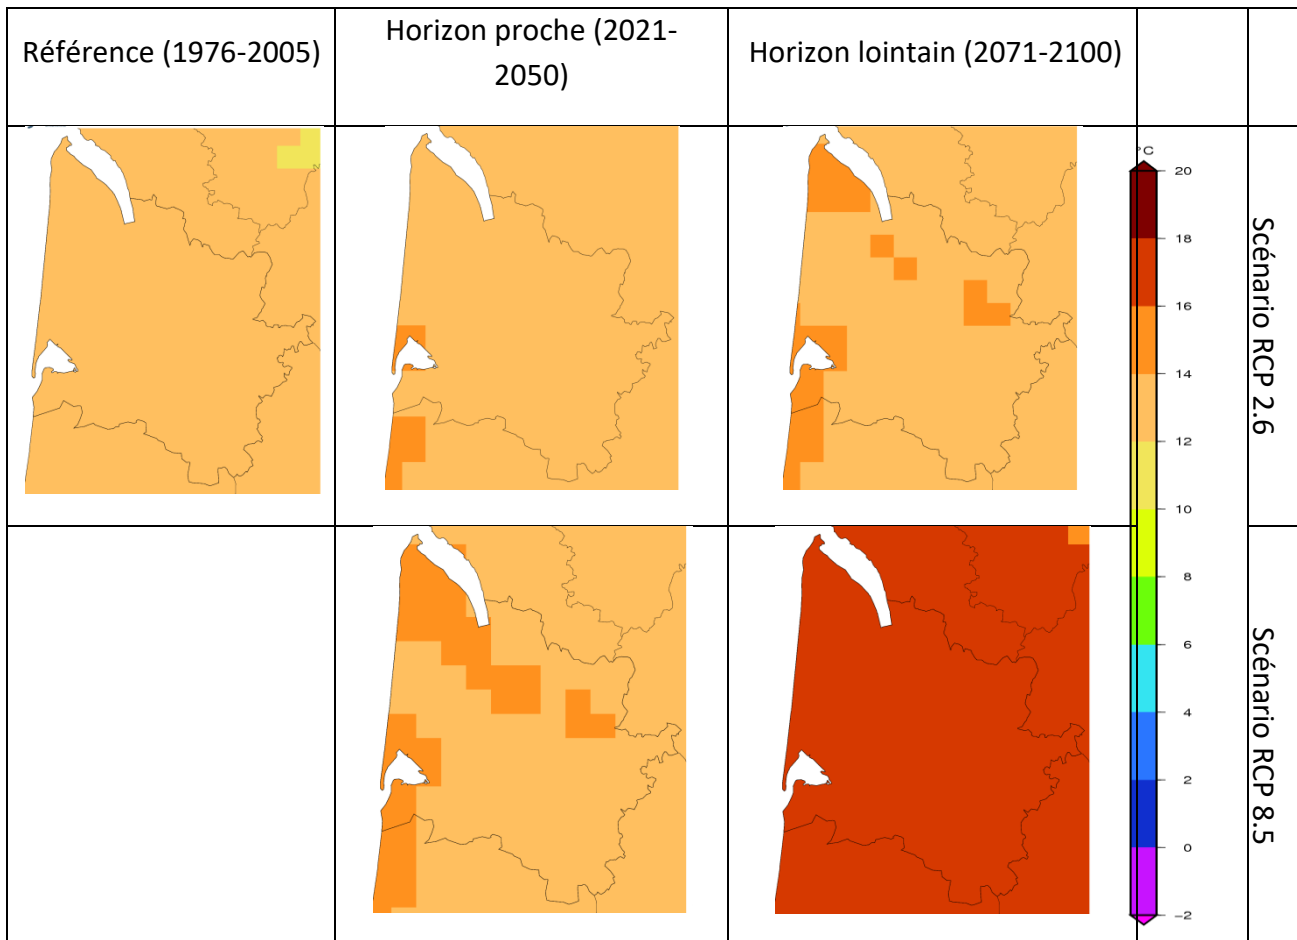 Référence (1976-2005)
Horizon proche (2021-
2050)
Horizon lointain (2071-2100)
°C
20
18
16
14
12
10
8
6
4
2
0
−2
Scénario RCP 2.6
Scénario RCP 8.5